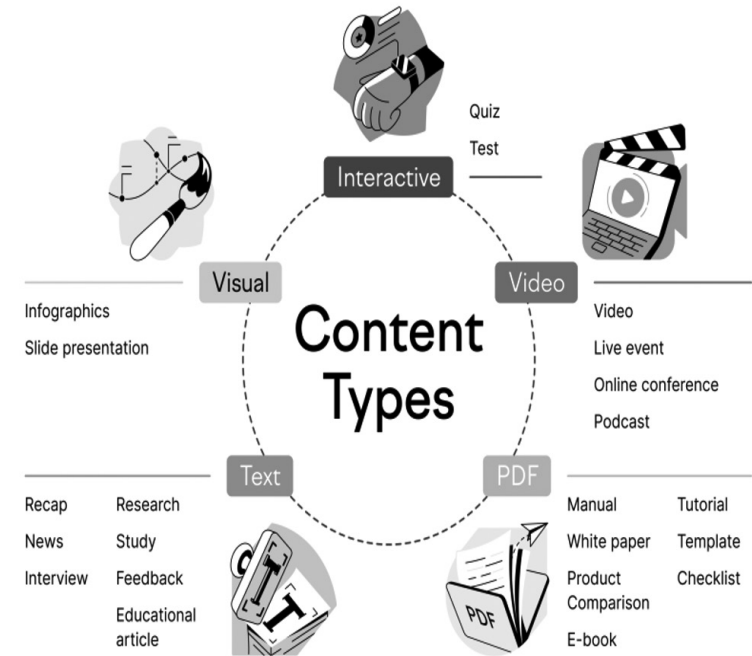 Quiz
Test
Interactive
Visual
Infographics
Slide presentation
Video
Video
Live event
Online conference
Podcast
Content
Types
Text
Recap
News
Interview
Research
Study
Feedback
Educational
article
T
PDF
Manual
White paper
Product
Comparison
E-book
Tutorial
Template
Checklist
PDF